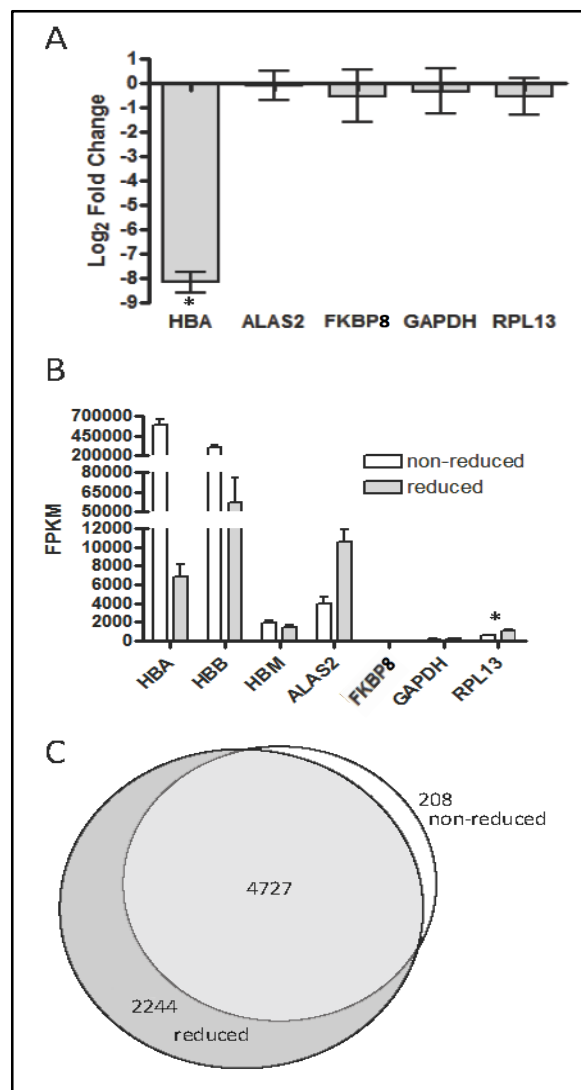 A
1
0
-1
-2
-3
-4
-5
-6
-7
-8
-9
Log2 Fold Change
*
HBA ALAS2 FKBP8 GAPDH RPL13
B
700000
450000
200000
80000
65000
50000
12000
10000
8000
6000
4000
2000
0
FPKM
non-reduced
reduced
*
HBA HBB HBM ALAS2 FKBP8 GAPDH RPL13
C
208
non-reduced
4727
2244
reduced